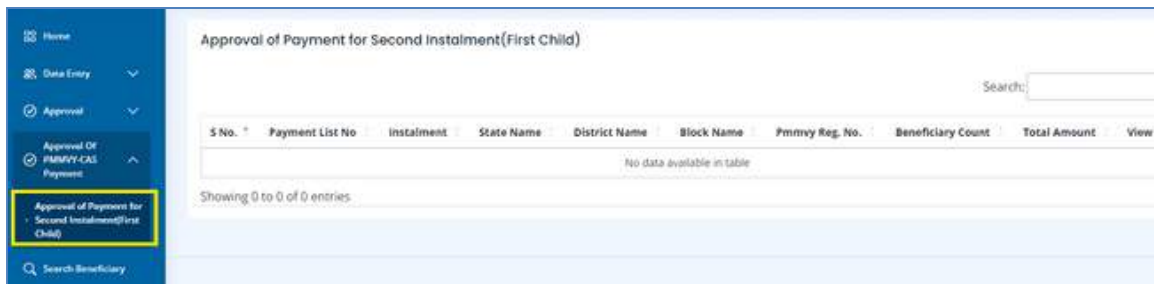 Home
Data Entry
Approval
Approval Of
PMMVY-CAS
Payment
Approval of Payment for
Second Instalment(First
Child)
Search Beneficiary
Approval of Payment for Second Instalment(First Child)
Search:
S No. Payment List No Instalment State Name District Name Block Name Pmmvy Reg. No. Beneficiary Count Total Amount View
No data available in table
Showing 0 to 0 of 0 entries